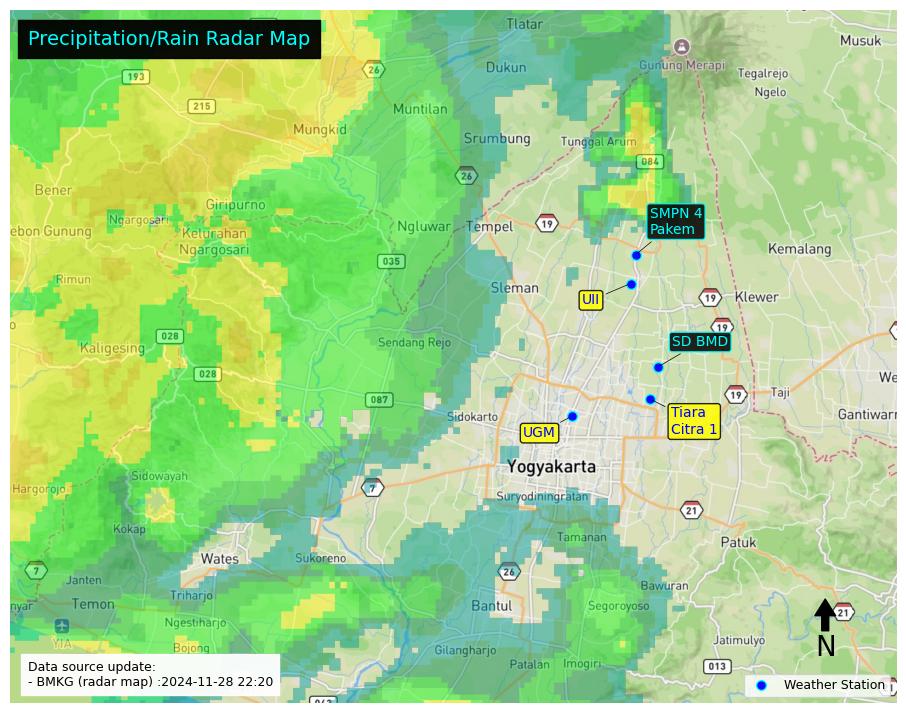 Precipitation/Rain Radar Map
Tlatar
Musuk
26
Gunung Merapi
193
Dukun
Tegalrejo
Ngelo
215
Muntilan
Mungkid
Srumbung
Tunggal Arum
084
26
Bener
Giripurno
SMPN 4
Pakem
Ngargosari
Ngluwar
Tempel
19
ebon Gunung
Kelurahan
Ngargosari
Kemalang
035
Rimun
Sleman
UII
19
Klewer
19
028
Kaligesing
Sendang Rejo
SD BMD
028
We
087
19
Taji
Sidokarto
Tiara
Citra 1
Gantiwarn
UGM
Yogyakarta
Sidowayah
Hargorojo
7
Suryodiningratan
21
Kokap
Tamanan
Patuk
Wates
Sukoreno
7
26
Janten
Bawuran
nyar
Temon
Triharjo
Bantul
Segoroyoso
21
Ngestiharjo
YIA
Bojong
Gilangharjo
Jatimulyo
N
Patalan
Imogiri
013
Data source update:
- BMKG (radar map) :2024-11-28 22:20
Weather Station